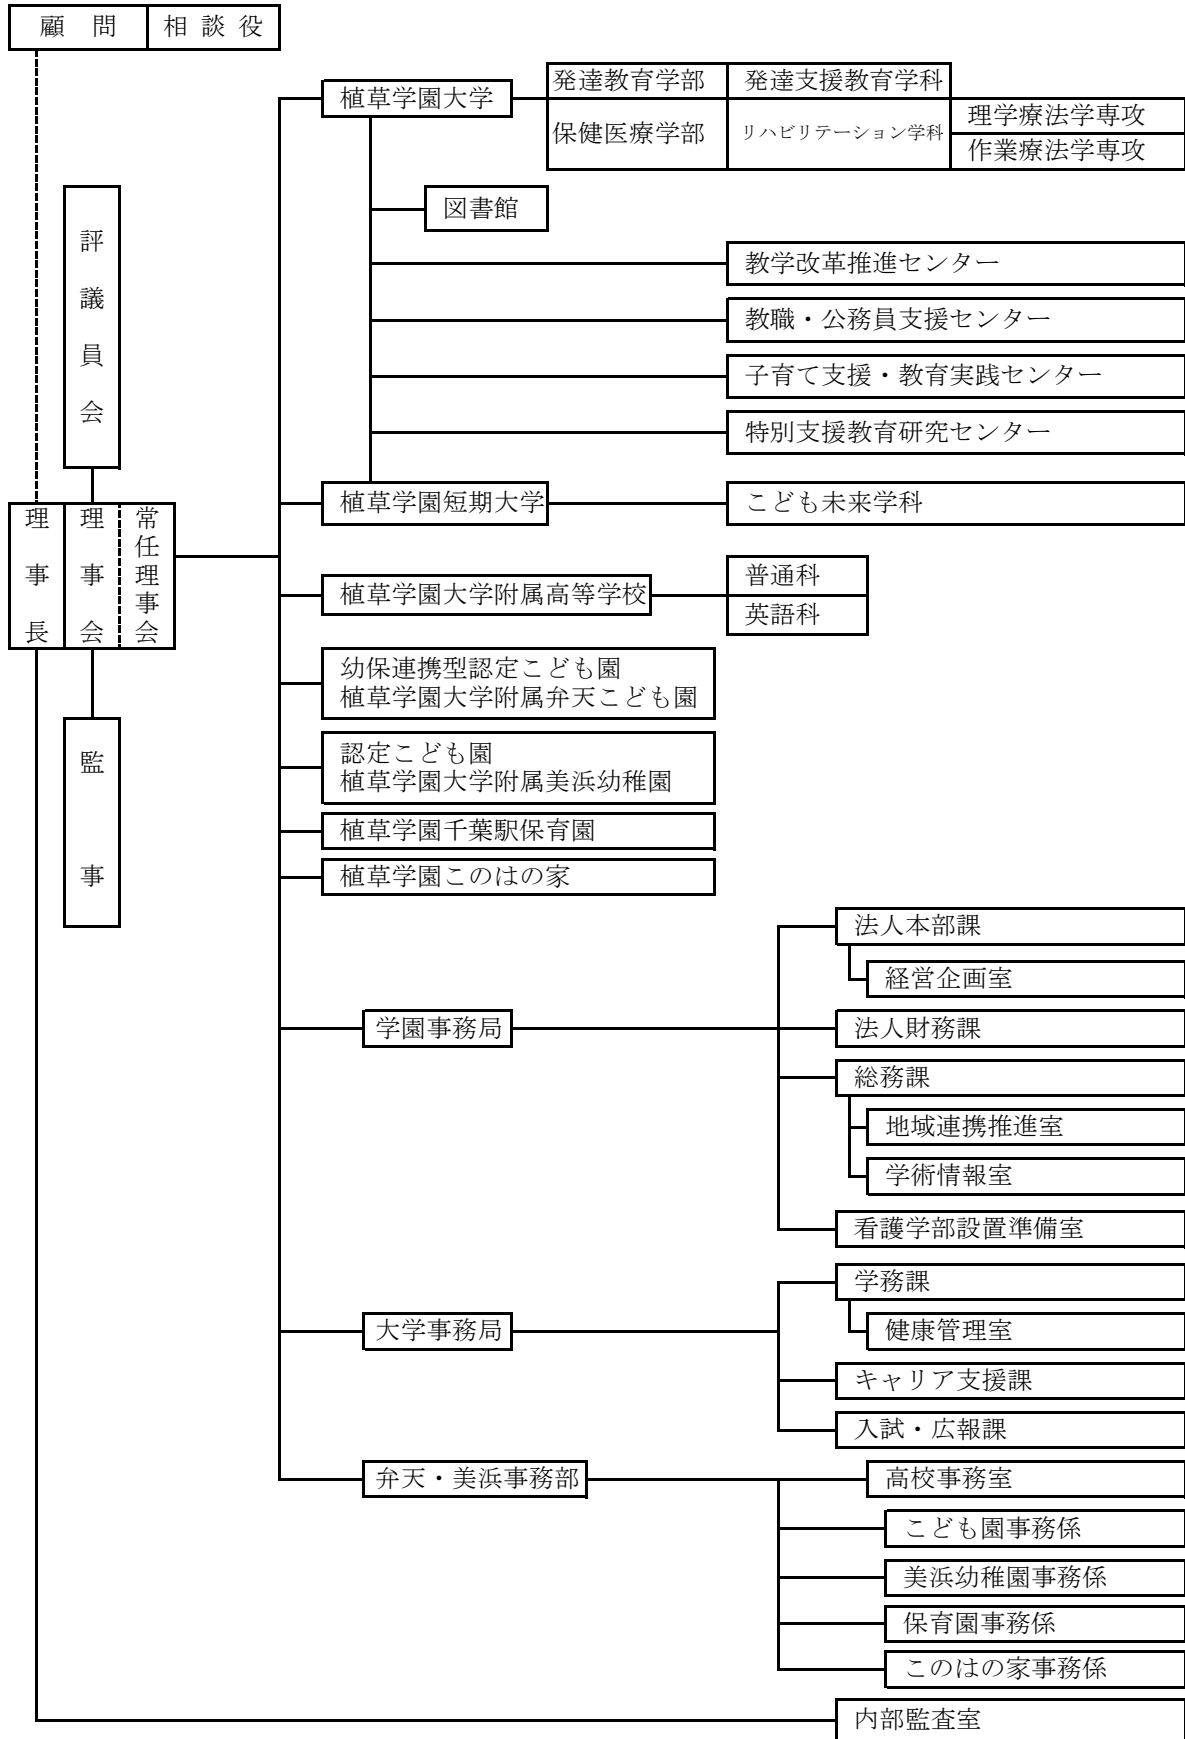 顧問 相談役
植草学園大学 発達教育学部 発達支援教育学科
保健医療学部 リハビリテーション学科 理学療法学専攻
作業療法学専攻
図書館
評議員会
教学改革推進センター
教職・公務員支援センター
子育て支援・教育実践センター
特別支援教育研究センター
植草学園短期大学 こども未来学科
理事長 理事会 常任理事会
植草学園大学附属高等学校 普通科
英語科
幼保連携型認定こども園
植草学園大学附属弁天こども園
監事
認定こども園
植草学園大学附属美浜幼稚園
植草学園千葉駅保育園
植草学園このはの家
法人本部課
経営企画室
学園事務局 法人財務課
総務課
地域連携推進室
学術情報室
看護学部設置準備室
学務課
大学事務局 健康管理室
キャリア支援課
入試・広報課
弁天・美浜事務部 高校事務室
こども園事務係
美浜幼稚園事務係
保育園事務係
このはの家事務係
内部監査室